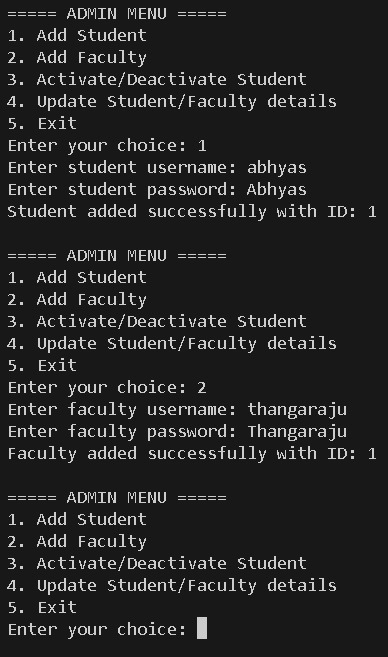 ===== ADMIN MENU =====
1. Add Student
2. Add Faculty
3. Activate/Deactivate Student
4. Update Student/Faculty details
5. Exit
Enter your choice: 1
Enter student username: abhyas
Enter student password: Abhyas
Student added successfully with ID: 1

===== ADMIN MENU =====
1. Add Student
2. Add Faculty
3. Activate/Deactivate Student
4. Update Student/Faculty details
5. Exit
Enter your choice: 2
Enter faculty username: thangaraju
Enter faculty password: Thangaraju
Faculty added successfully with ID: 1

===== ADMIN MENU =====
1. Add Student
2. Add Faculty
3. Activate/Deactivate Student
4. Update Student/Faculty details
5. Exit
Enter your choice: